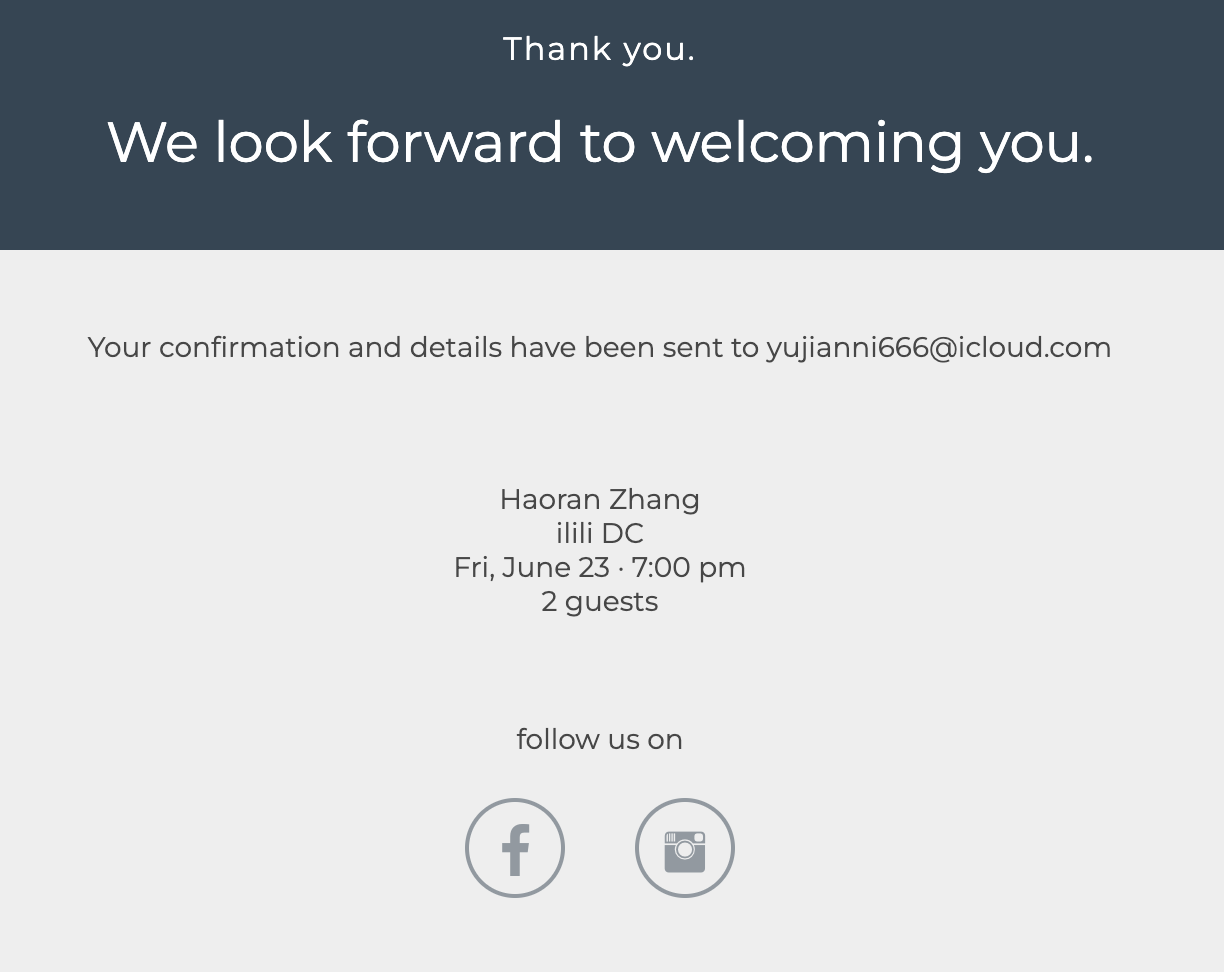 Thank you.
We look forward to welcoming you.
Your confirmation and details have been sent to yujianni666@icloud.com
Haoran Zhang
ilili DC
Fri, June 23 · 7:00 pm
2 guests
follow us on